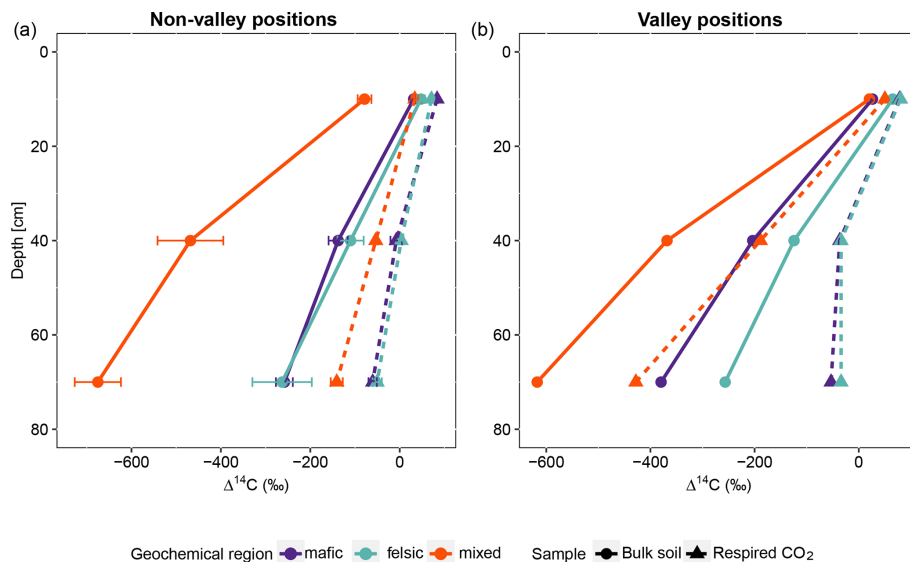 Non-valley positions
Valley positions
(a)
(b)
0
20
40
60
80
Depth [cm]
−600
−400
−200
0
Δ¹⁴C (‰)
0
20
40
60
80
−600
−400
−200
0
Δ¹⁴C (‰)
Geochemical region mafic felsic mixed Sample Bulk soil Respired CO₂